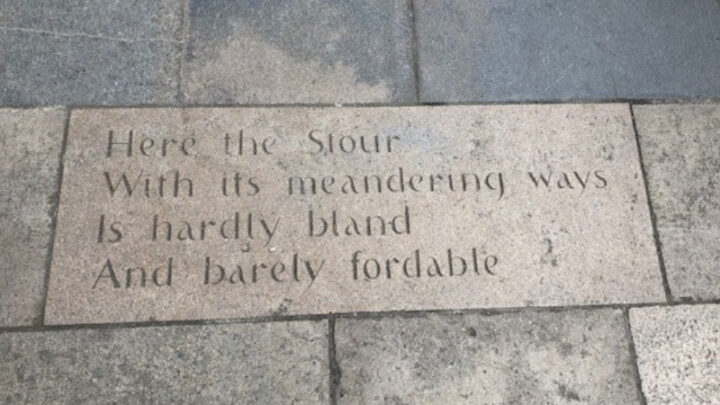 Here the Stour
With its meandering ways
Is hardly bland
And barely fordable